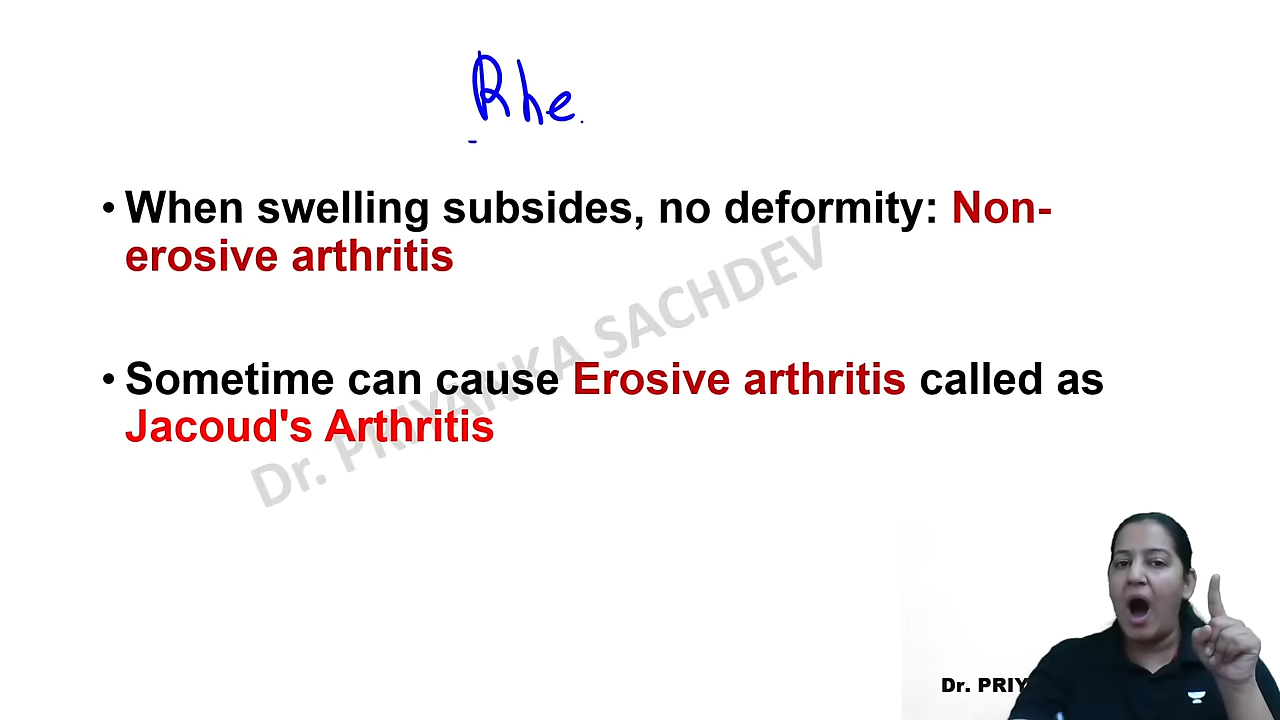 Rhe.
• When swelling subsides, no deformity: Non-
erosive arthritis
• Sometime can cause Erosive arthritis called as
Jacoud's Arthritis
Dr. PRIYANKA SACHDEV
Dr. PRIY